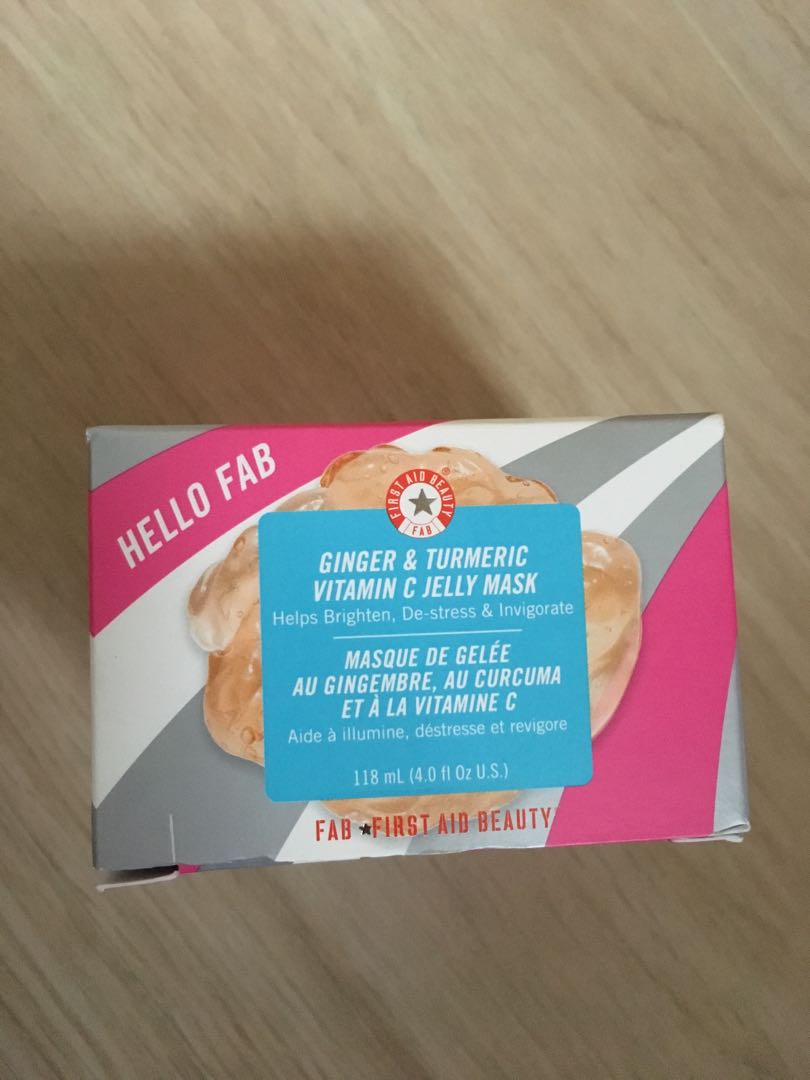 HELLO FAB
FIRST AID BEAUTY
FAB
®
GINGER & TURMERIC
VITAMIN C JELLY MASK
Helps Brighten, De-stress & Invigorate
MASQUE DE GELÉE
AU GINGEMBRE, AU CURCUMA
ET À LA VITAMINE C
Aide à illumine, déstresse et revigore
118 mL (4.0 fl Oz U.S.)
FAB FIRST AID BEAUTY